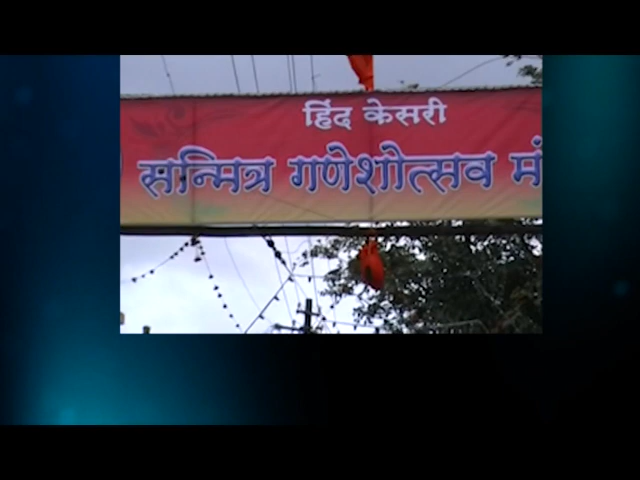 हिंद केसरी
सन्मित्र गणेशोत्सव मं